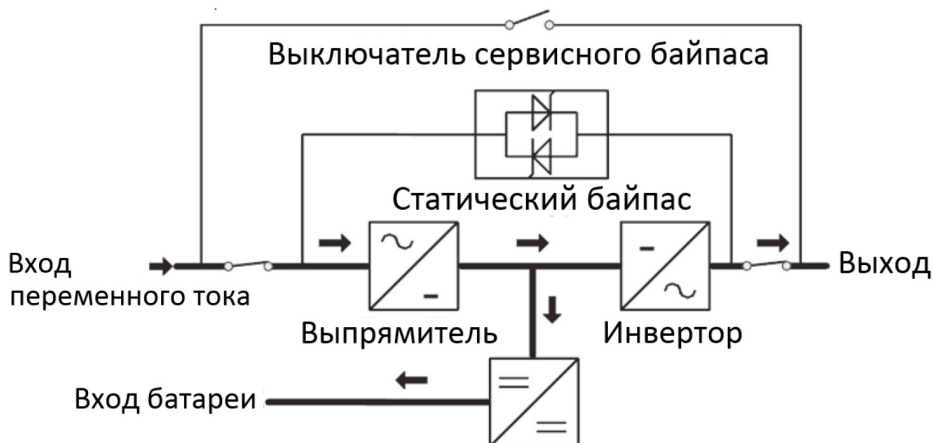 Выключатель сервисного байпаса
Статический байпас
Вход
переменного тока
Выход
Выпрямитель
Инвертор
Вход батареи